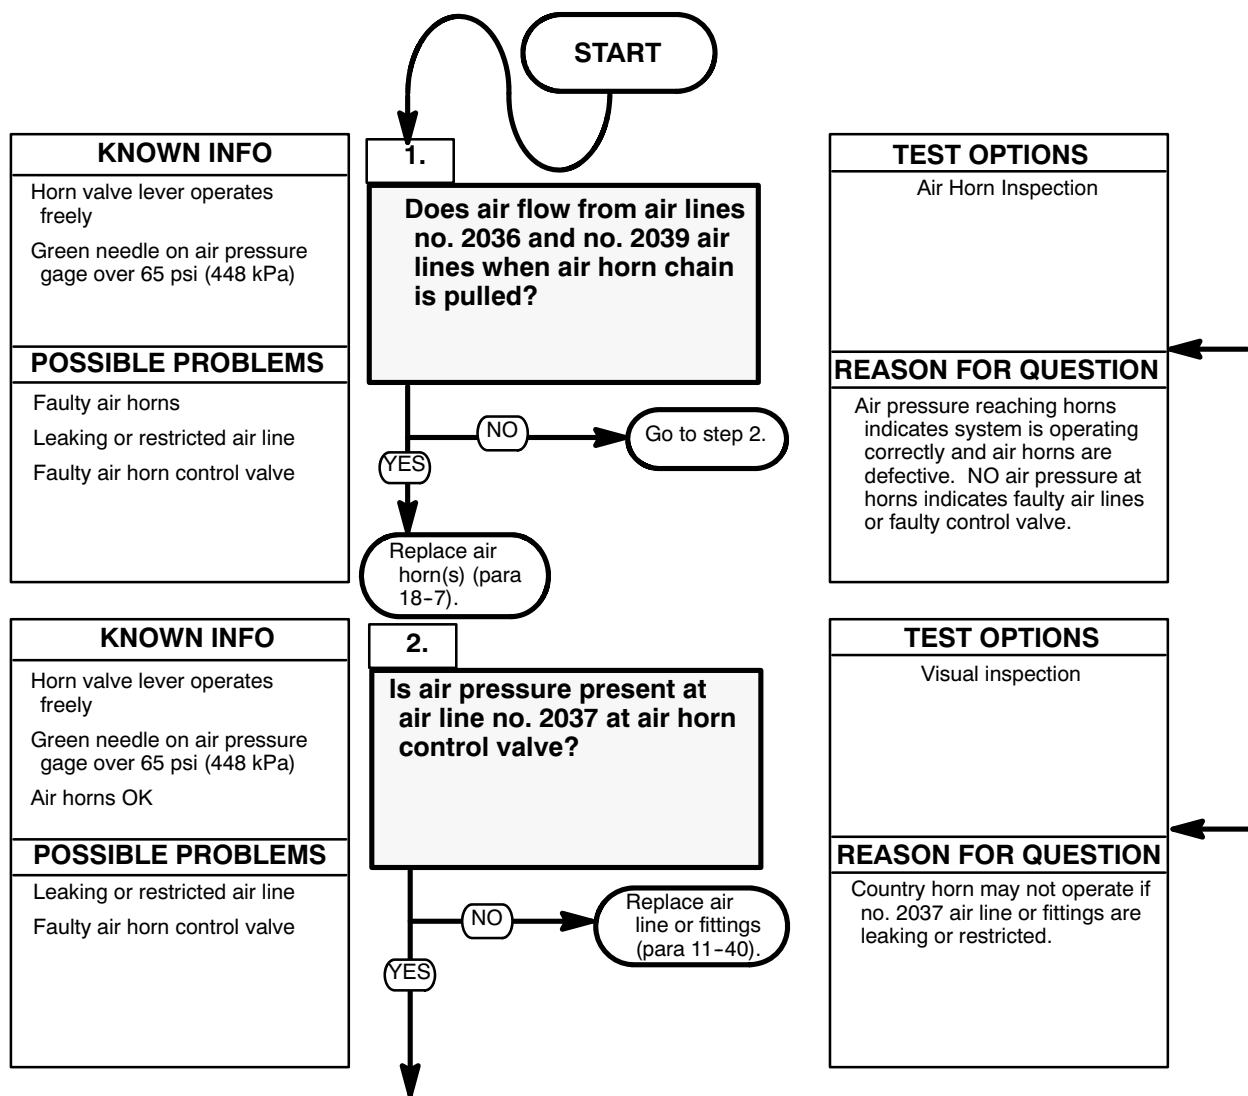 START
KNOWN INFO
Horn valve lever operates
freely
Green needle on air pressure
gage over 65 psi (448 kPa)
POSSIBLE PROBLEMS
Faulty air horns
Leaking or restricted air line
Faulty air horn control valve
1.
Does air flow from air lines
no. 2036 and no. 2039 air
lines when air horn chain
is pulled?
NO
Go to step 2.
YES
Replace air
horn(s) (para
18-7).
TEST OPTIONS
Air Horn Inspection
REASON FOR QUESTION
Air pressure reaching horns
indicates system is operating
correctly and air horns are
defective. NO air pressure at
horns indicates faulty air lines
or faulty control valve.
KNOWN INFO
Horn valve lever operates
freely
Green needle on air pressure
gage over 65 psi (448 kPa)
Air horns OK
POSSIBLE PROBLEMS
Leaking or restricted air line
Faulty air horn control valve
2.
Is air pressure present at
air line no. 2037 at air horn
control valve?
NO
Replace air
line or fittings
(para 11-40).
YES
TEST OPTIONS
Visual inspection
REASON FOR QUESTION
Country horn may not operate if
no. 2037 air line or fittings are
leaking or restricted.